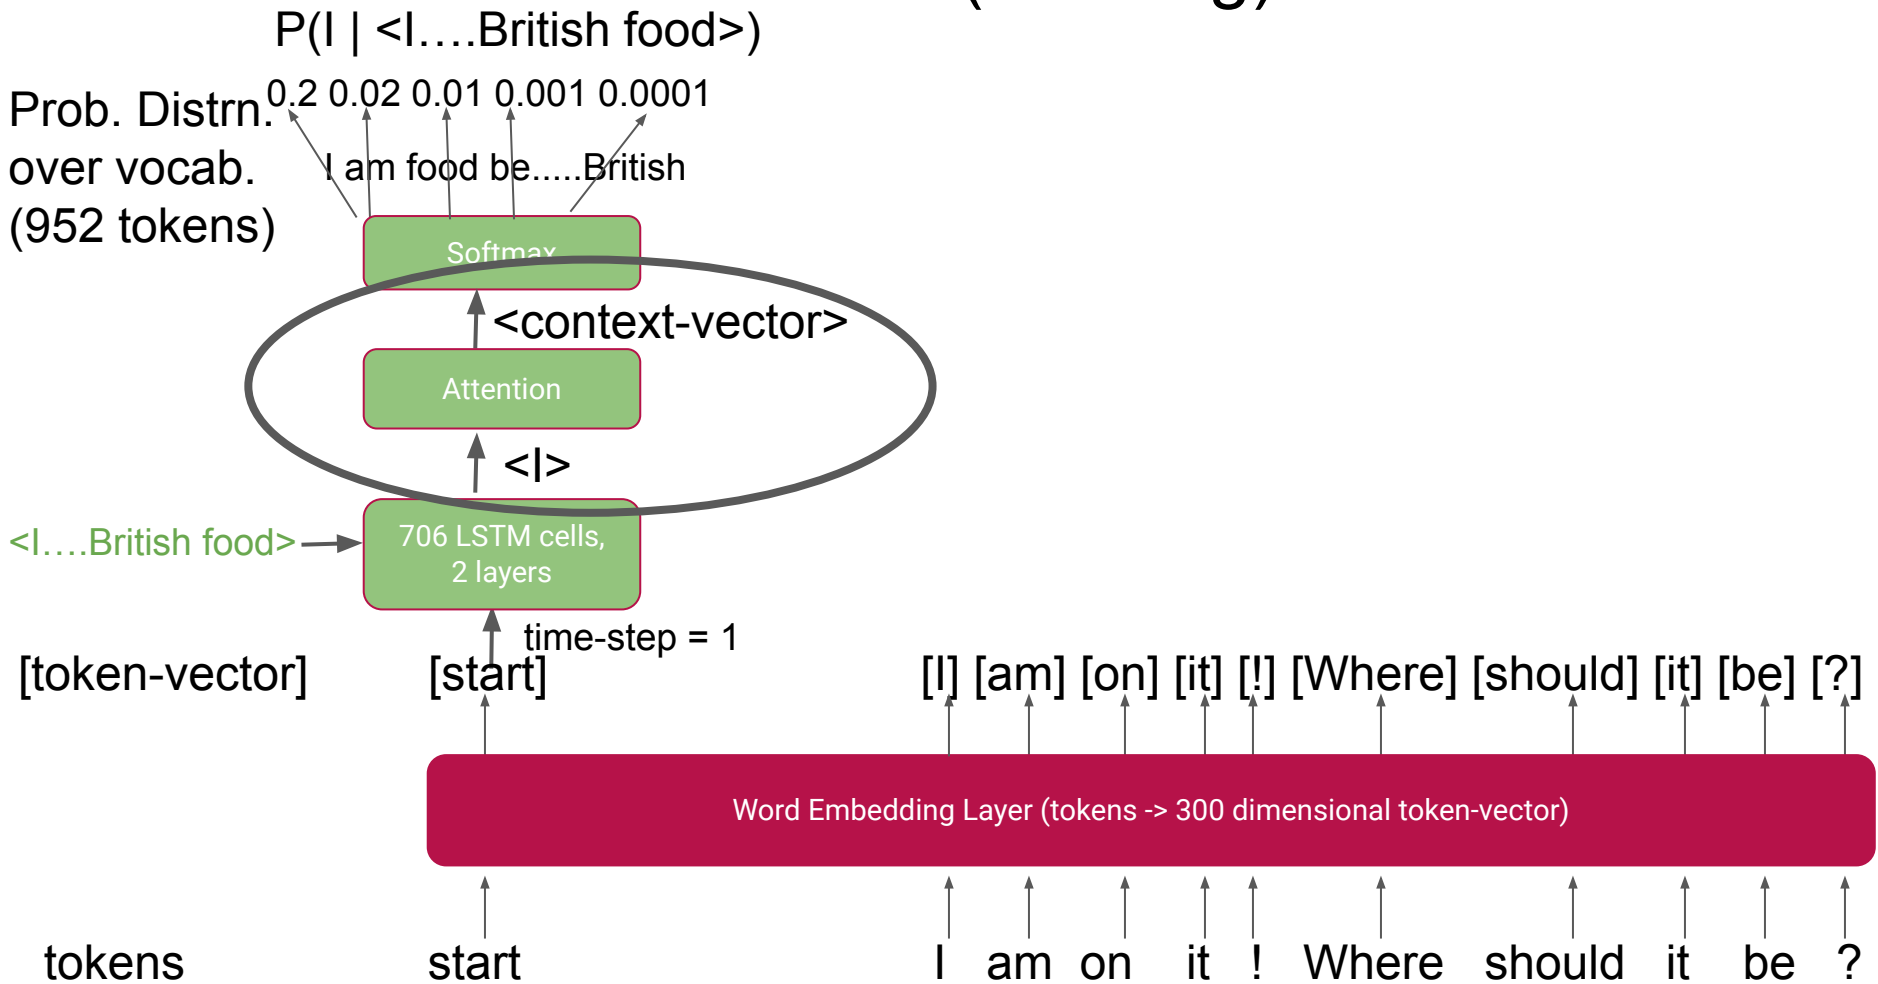 P(I | <I….British food>)
0.2 0.02 0.01 0.001 0.0001
Prob. Distrn.
over vocab.
(952 tokens)
I am food be.....British
Softmax
<context-vector>
Attention
<I>
<I….British food>
706 LSTM cells,
2 layers
time-step = 1
[token-vector] [start] [I] [am] [on] [it] [!] [Where] [should] [it] [be] [?]
Word Embedding Layer (tokens -> 300 dimensional token-vector)
tokens start I am on it ! Where should it be ?